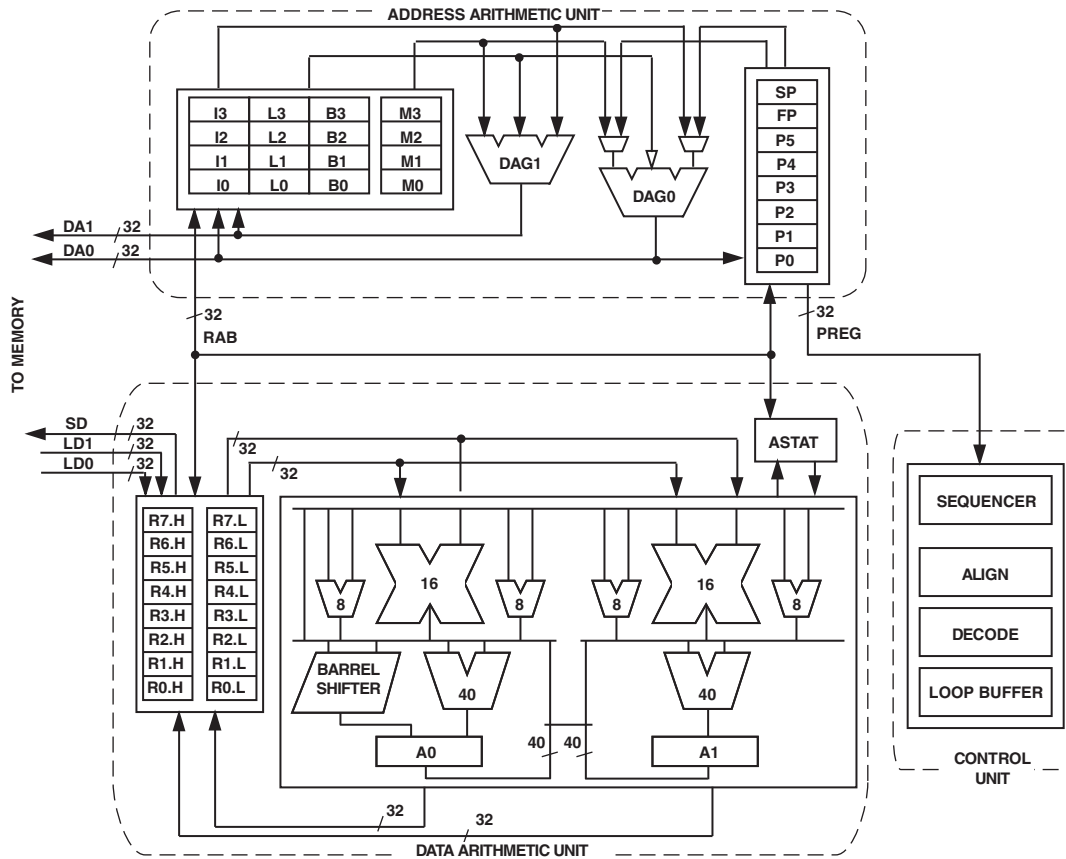 ADDRESS ARITHMETIC UNIT
I3 L3 B3 M3
I2 L2 B2 M2
I1 L1 B1 M1
I0 L0 B0 M0
DAG1
DAG0
SP
FP
P5
P4
P3
P2
P1
P0
DA1 32
DA0 32
TO MEMORY
32
RAB
32
PREG
SD 32
LD1 32
LD0 32
32
32
ASTAT
R7.H R7.L
R6.H R6.L
R5.H R5.L
R4.H R4.L
R3.H R3.L
R2.H R2.L
R1.H R1.L
R0.H R0.L
8 16 8 8 16 8
BARREL
SHIFTER
40 40
40 40
A0 A1
32
32
DATA ARITHMETIC UNIT
SEQUENCER
ALIGN
DECODE
LOOP BUFFER
CONTROL
UNIT